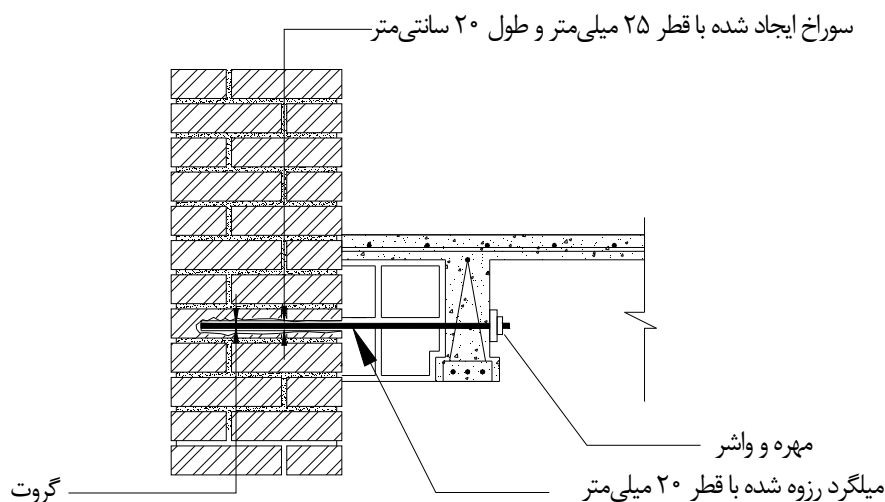 سوراخ ایجاد شده با قطر ۲۵ میلی‌متر و طول ۲۰ سانتی‌متر
مهره و واشر
میلگرد رزوه شده با قطر ۲۰ میلی‌متر
گروت